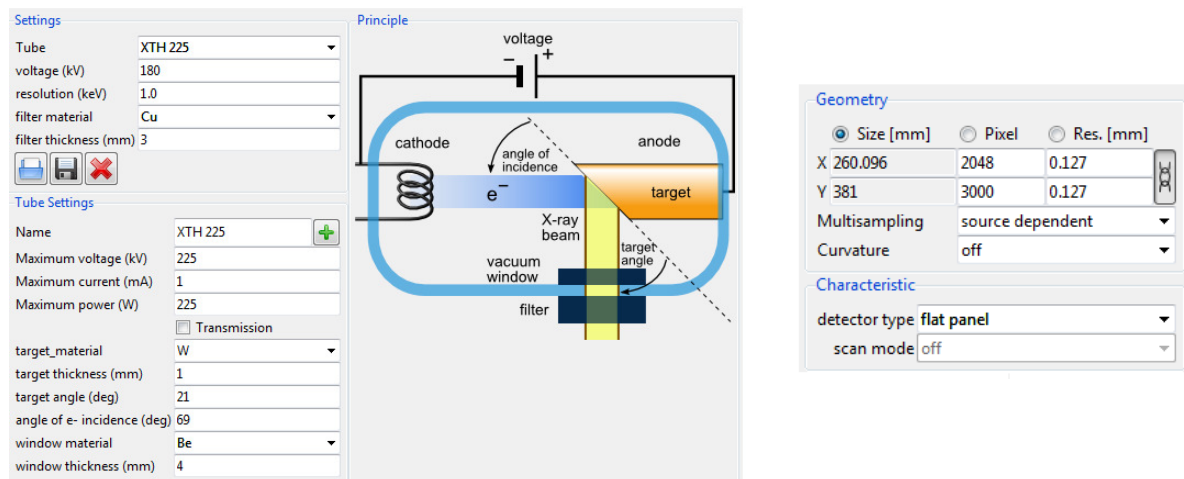 Settings
Tube XTH 225
voltage (kV) 180
resolution (keV) 1.0
filter material Cu
filter thickness (mm) 3
Tube Settings
Name XTH 225
Maximum voltage (kV) 225
Maximum current (mA) 1
Maximum power (W) 225
Transmission
target_material W
target thickness (mm) 1
target angle (deg) 21
angle of e- incidence (deg) 69
window material Be
window thickness (mm) 4
Principle
voltage
− +
cathode
angle of
incidence
anode
e−
target
X-ray
beam
target
angle
vacuum
window
filter
Geometry
Size [mm] Pixel Res. [mm]
X 260.096 2048 0.127
Y 381 3000 0.127
Multisampling source dependent
Curvature off
Characteristic
detector type flat panel
scan mode off